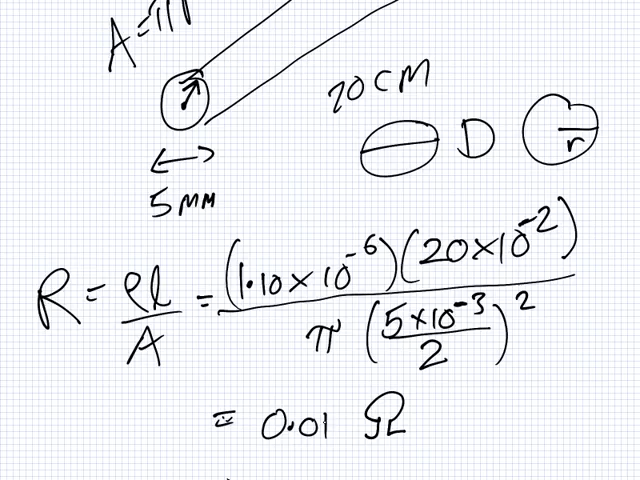 A=πr
20 CM
D r
5 MM
R = ρl/A = (1.10×10⁻⁶)(20×10⁻²)/π(5×10⁻³/2)²
= 0.01 Ω